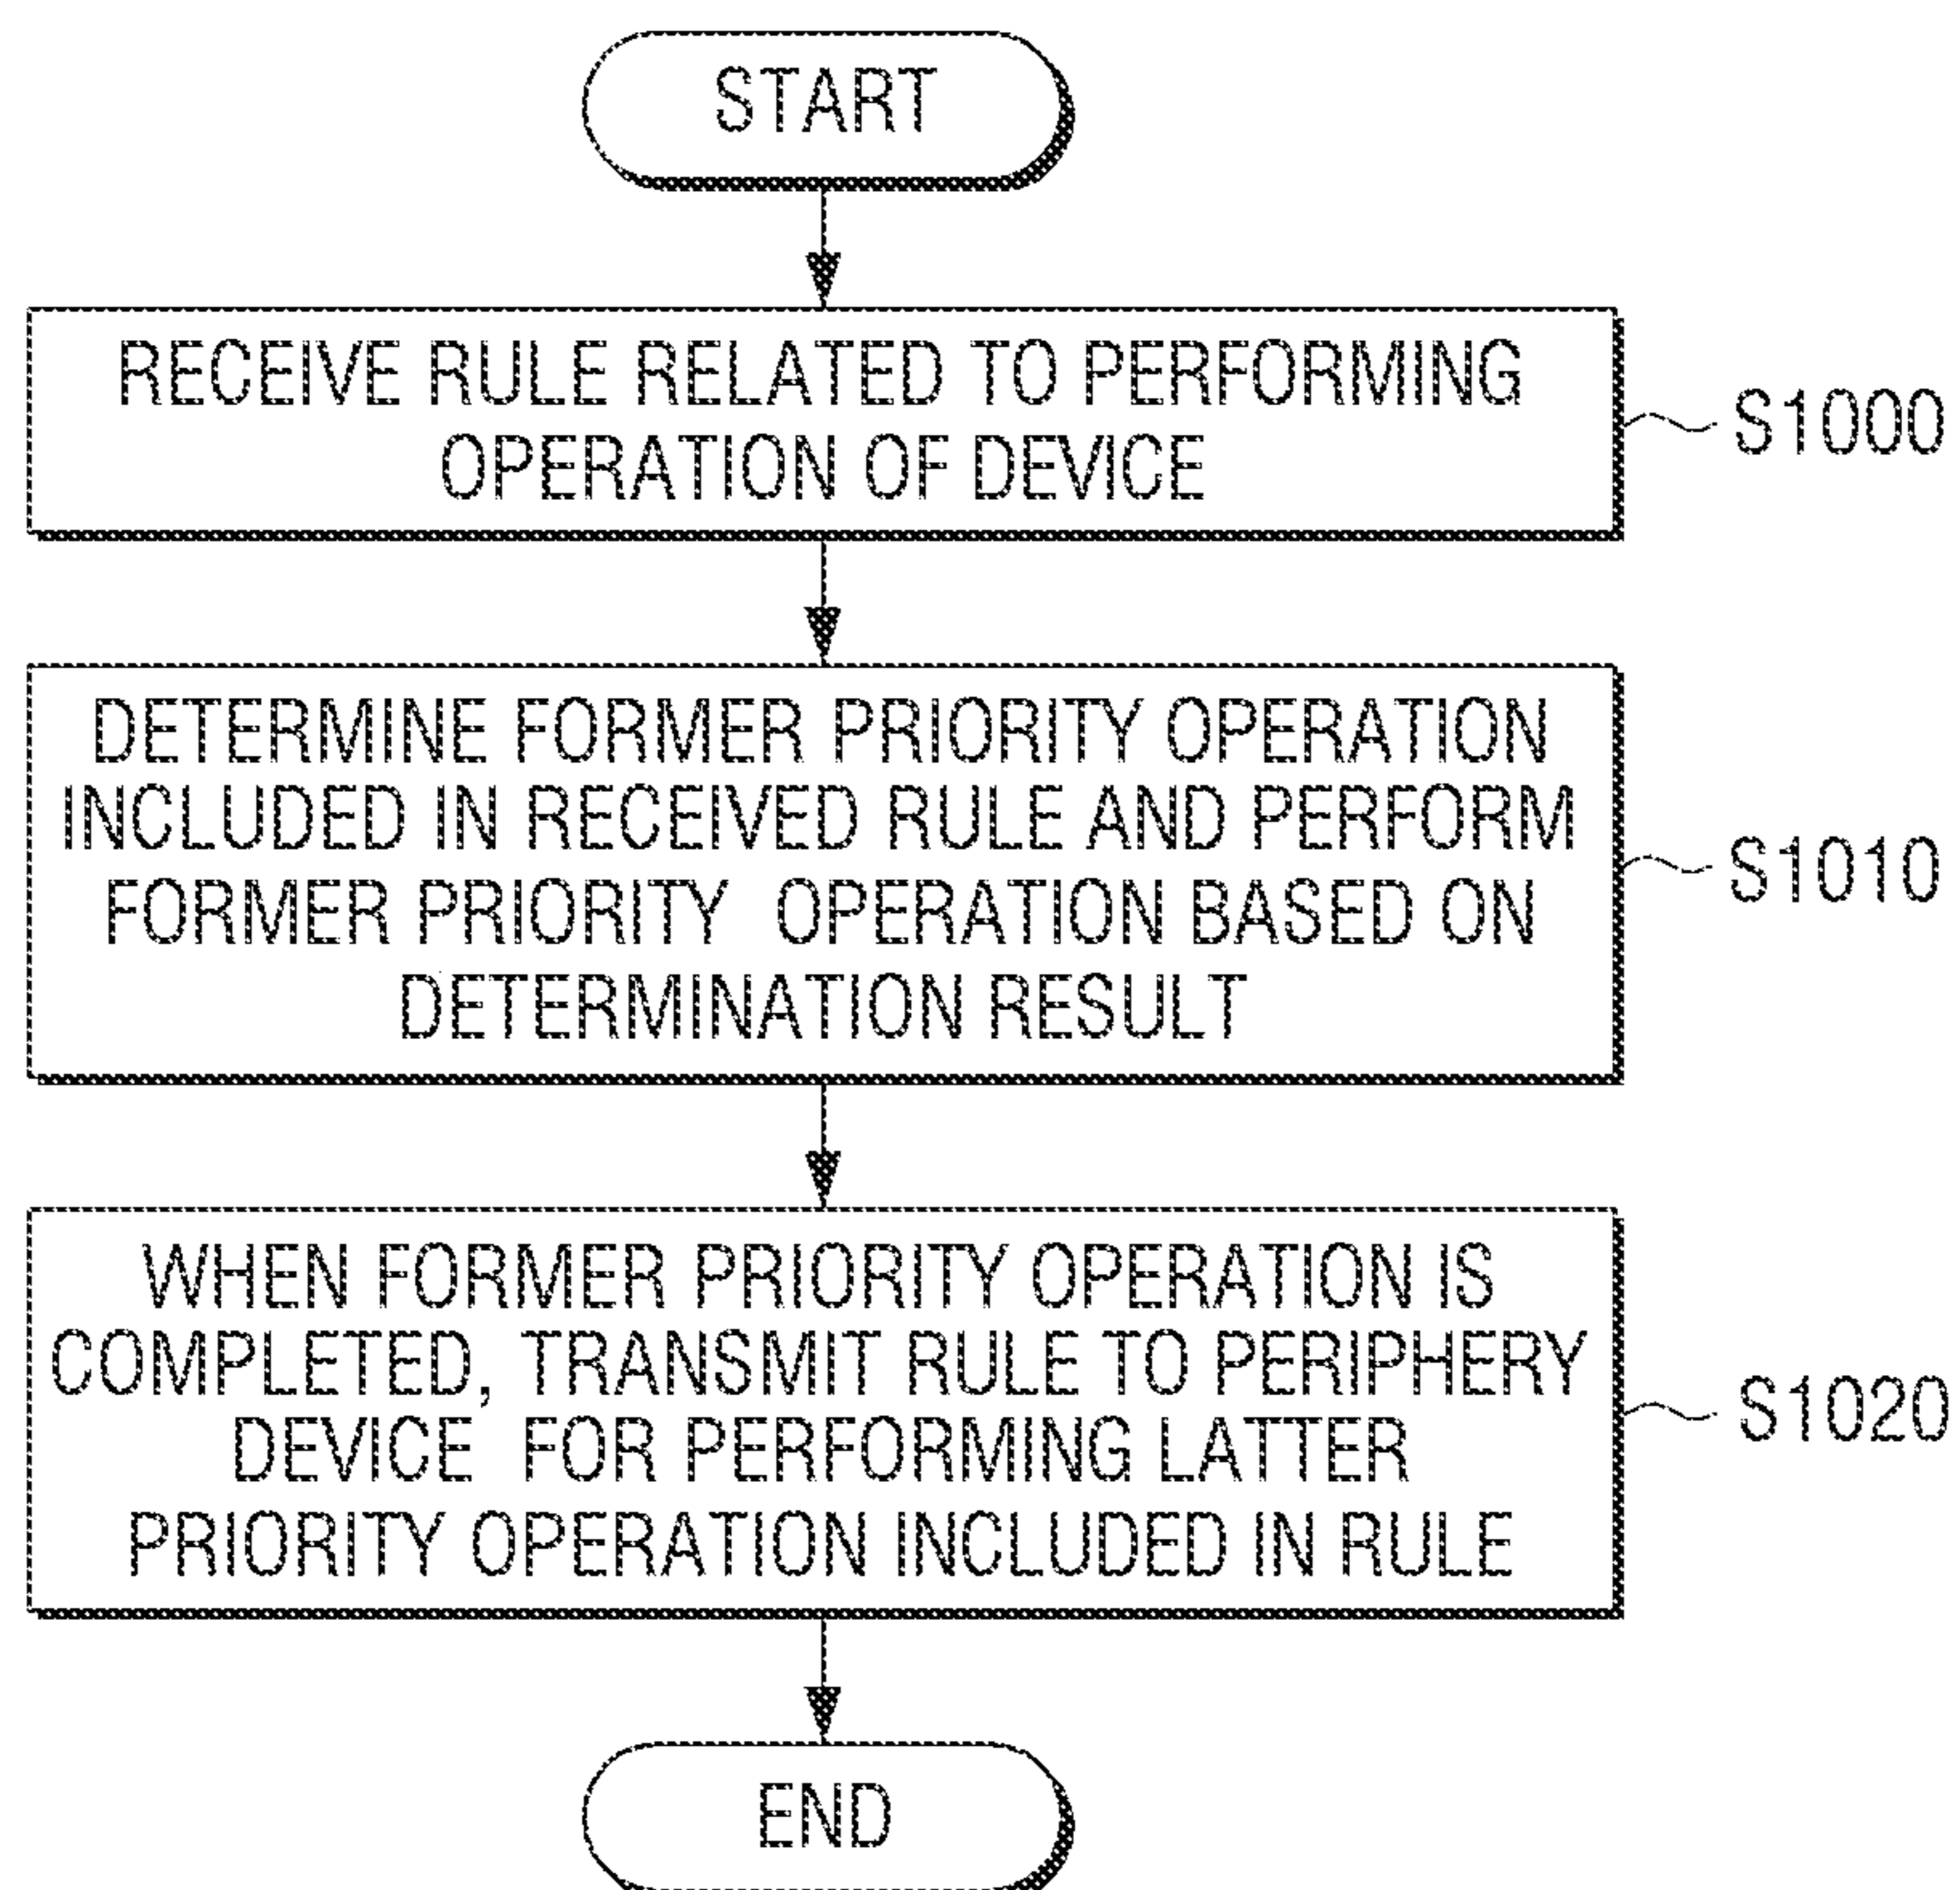 START
RECEIVE RULE RELATED TO PERFORMING
OPERATION OF DEVICE
S1000
DETERMINE FORMER PRIORITY OPERATION
INCLUDED IN RECEIVED RULE AND PERFORM
FORMER PRIORITY OPERATION BASED ON
DETERMINATION RESULT
S1010
WHEN FORMER PRIORITY OPERATION IS
COMPLETED, TRANSMIT RULE TO PERIPHERY
DEVICE FOR PERFORMING LATTER
PRIORITY OPERATION INCLUDED IN RULE
S1020
END